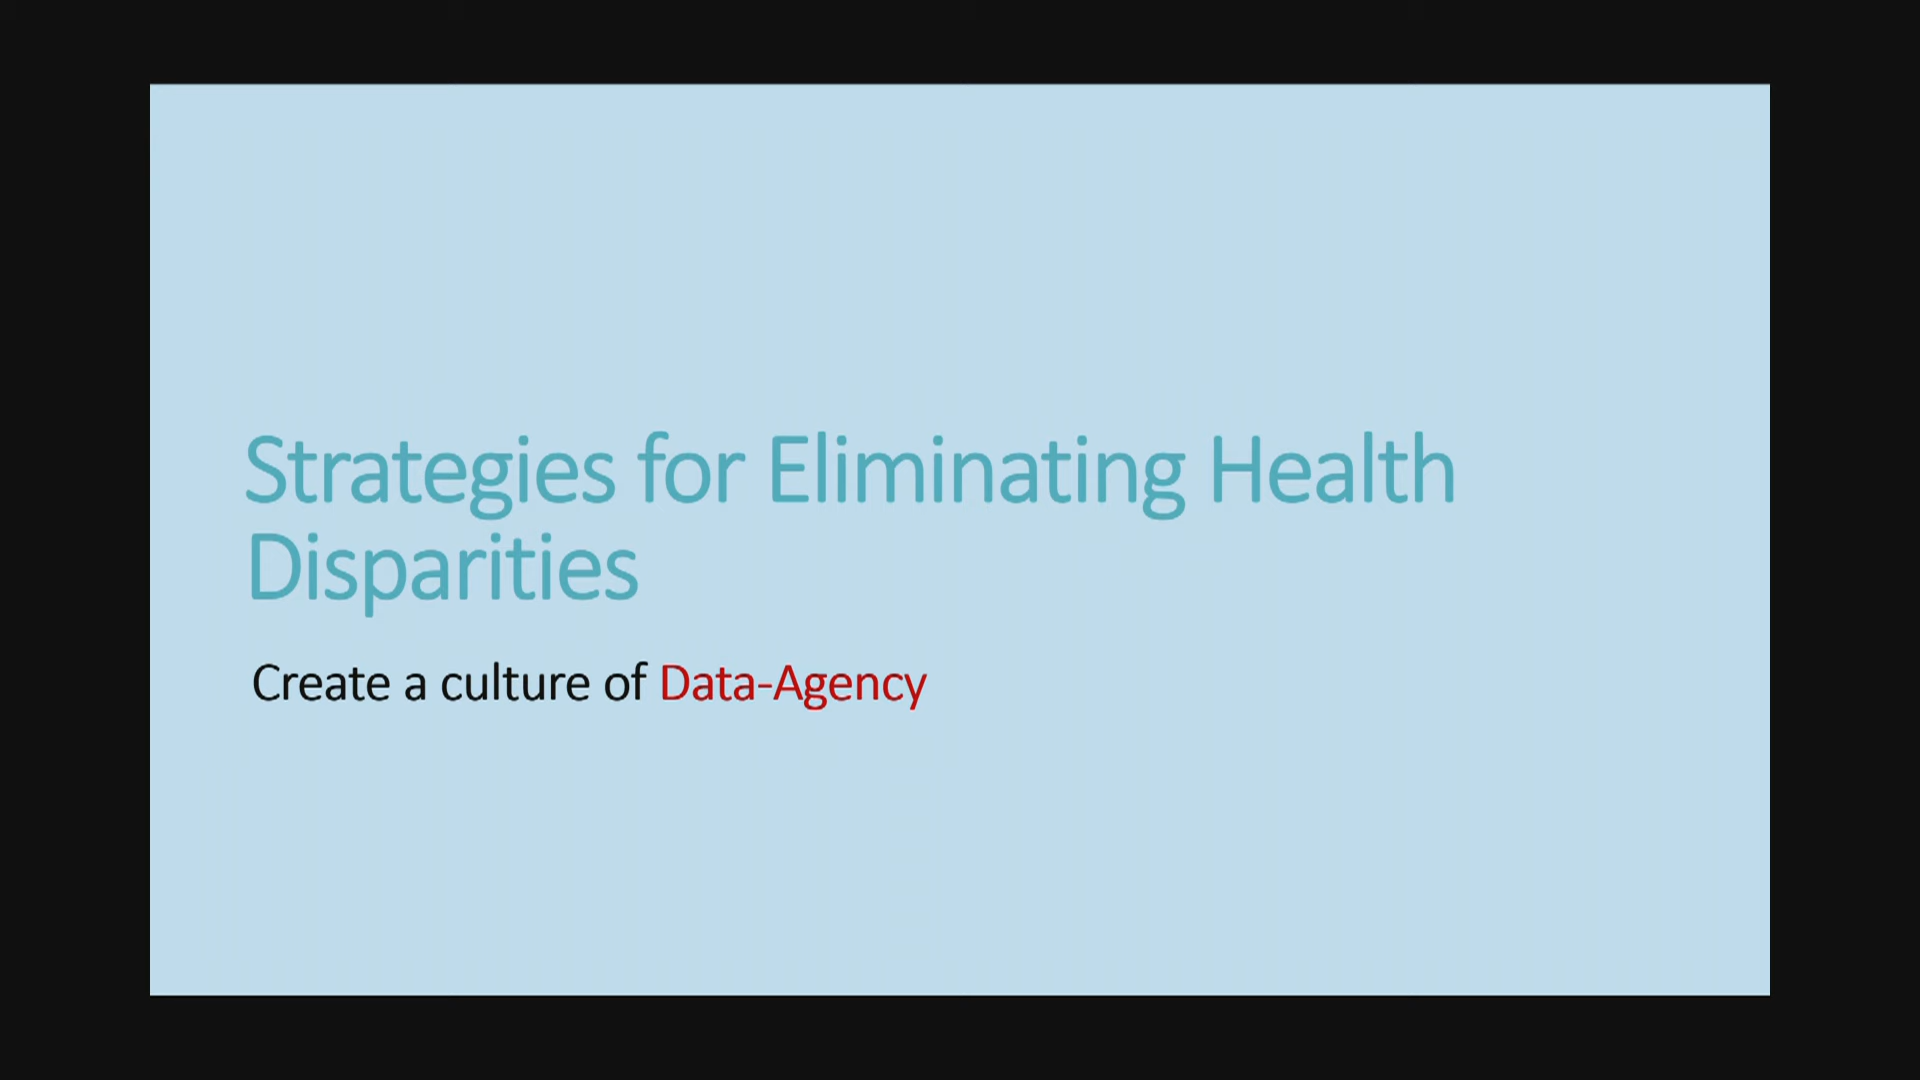 Strategies for Eliminating Health
Disparities
Create a culture of Data-Agency